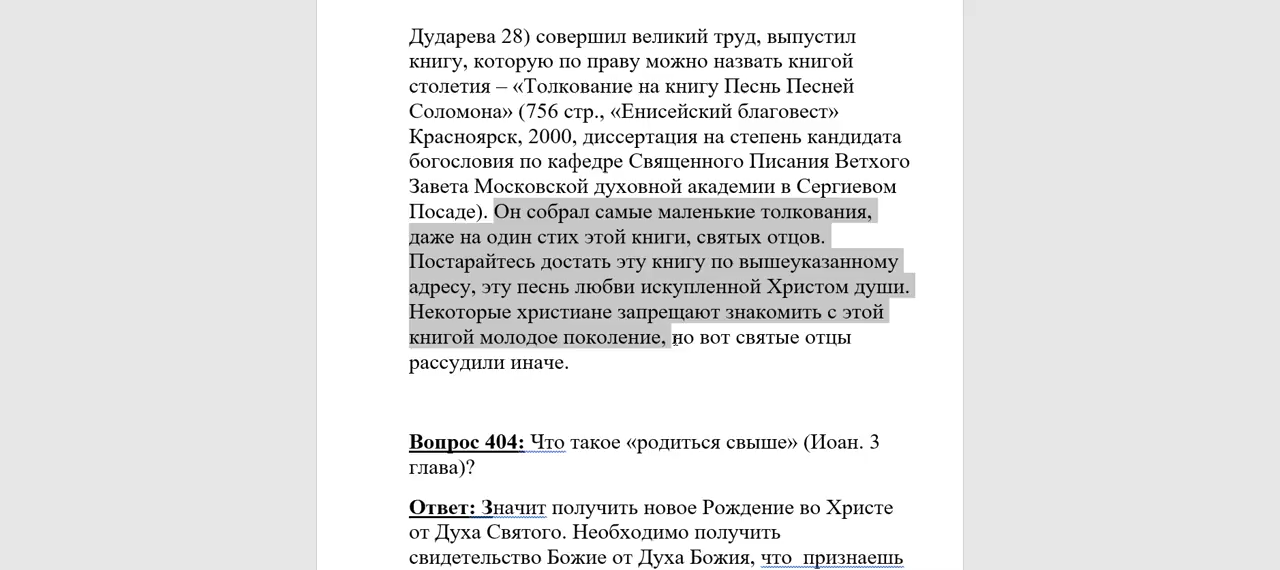 Дударева 28) совершил великий труд, выпустил
книгу, которую по праву можно назвать книгой
столетия – «Толкование на книгу Песнь Песней
Соломона» (756 стр., «Енисейский благовест»
Красноярск, 2000, диссертация на степень кандидата
богословия по кафедре Священного Писания Ветхого
Завета Московской духовной академии в Сергиевом
Посаде). Он собрал самые маленькие толкования,
даже на один стих этой книги, святых отцов.
Постарайтесь достать эту книгу по вышеуказанному
адресу, эту песнь любви искупленной Христом души.
Некоторые христиане запрещают знакомить с этой
книгой молодое поколение, но вот святые отцы
рассудили иначе.
Вопрос 404: Что такое «родиться свыше» (Иоан. 3
глава)?
Ответ: Значит получить новое Рождение во Христе
от Духа Святого. Необходимо получить
свидетельство Божие от Духа Божия, что признаешь